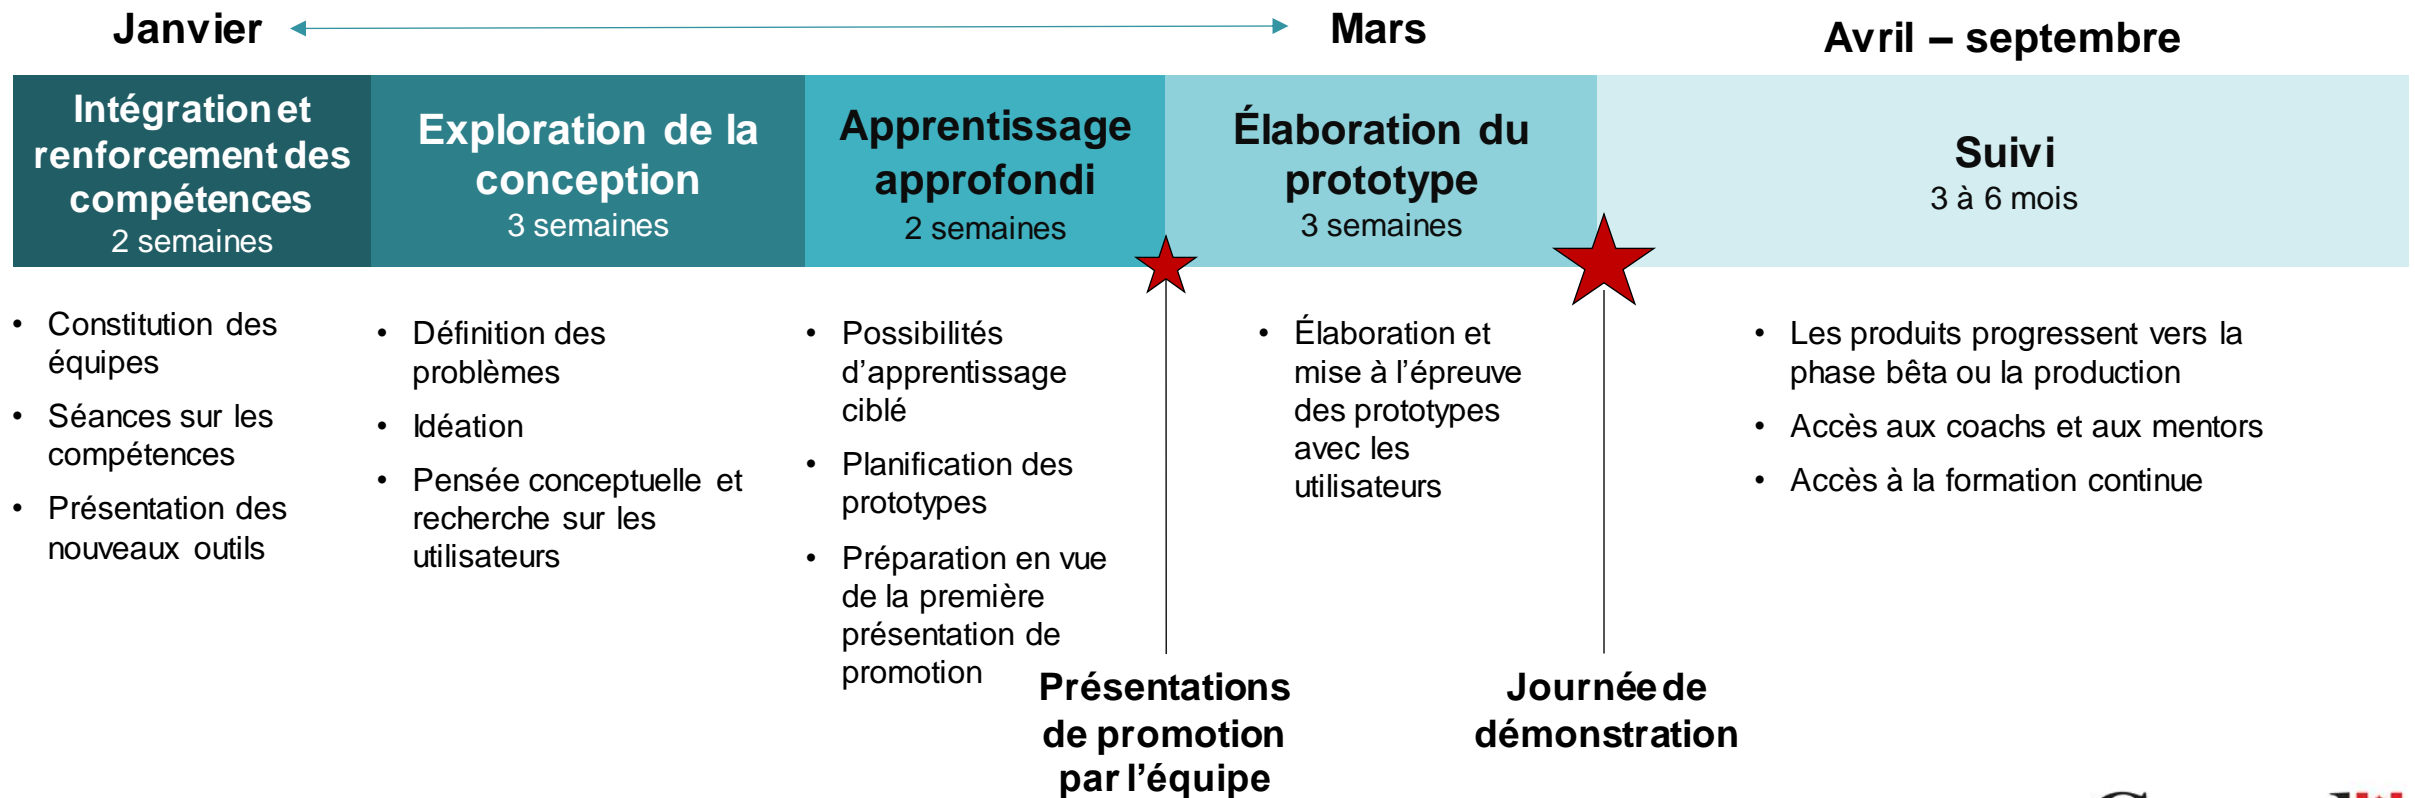 Janvier
Mars
Avril – septembre
Intégration et
renforcement des
compétences
2 semaines
Exploration de la
conception
3 semaines
Apprentissage
approfondi
2 semaines
Élaboration du
prototype
3 semaines
Suivi
3 à 6 mois
• Constitution des
équipes
• Séances sur les
compétences
• Présentation des
nouveaux outils
• Définition des
problèmes
• Idéation
• Pensée conceptuelle et
recherche sur les
utilisateurs
• Possibilités
d’apprentissage
ciblé
• Planification des
prototypes
• Préparation en vue
de la première
présentation de
promotion
• Élaboration et
mise à l’épreuve
des prototypes
avec les
utilisateurs
• Les produits progressent vers la
phase bêta ou la production
• Accès aux coachs et aux mentors
• Accès à la formation continue
Présentations
de promotion
par l’équipe
Journée de
démonstration